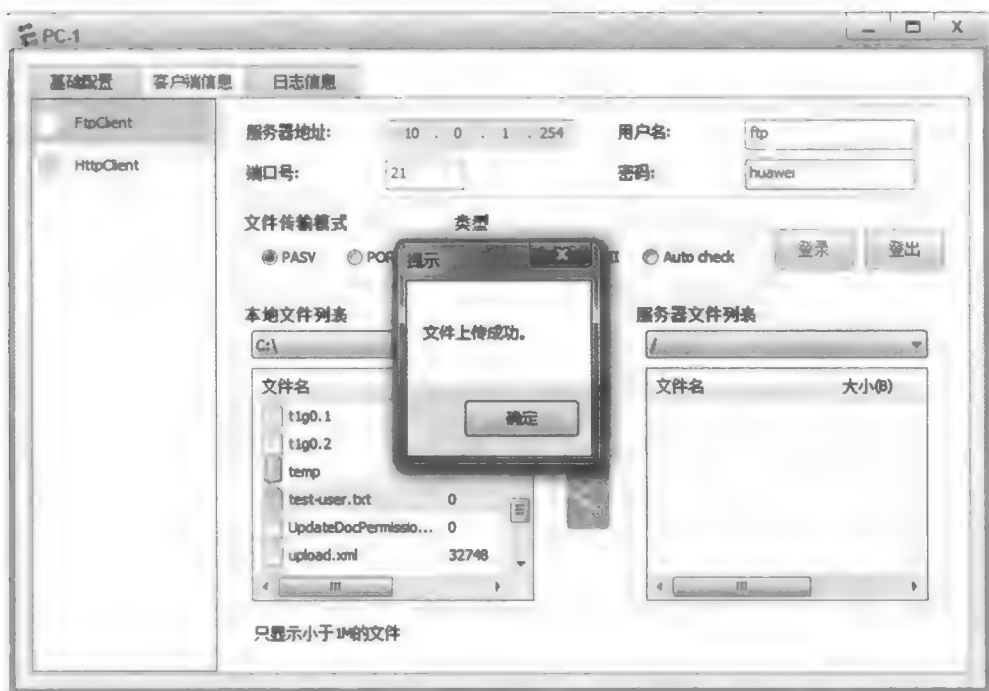 PC-1
基础配置 客户端信息 日志信息
FtpClient
HttpClient
服务器地址: 10 . 0 . 1 . 254 用户名: ftp
端口号: 21 密码: huawei
文件传输模式 类型
PASV POR II Auto check 登录 登出
提示
文件上传成功。
确定
本地文件列表 服务器文件列表
C:\ /
文件名 文件名 大小(B)
t1g0.1
t1g0.2
temp
test-user.txt 0
UpdateDocPermissio... 0
upload.xml 32748
只显示小于1M的文件